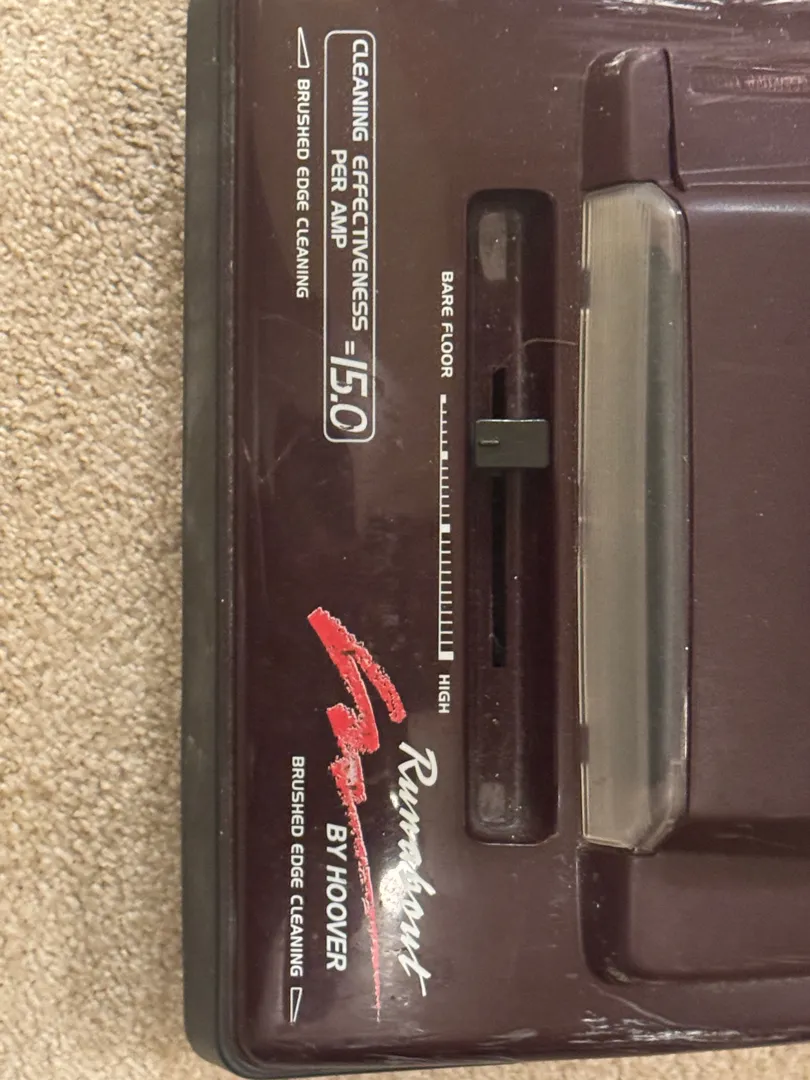 BARE FLOOR
HIGH
CLEANING EFFECTIVENESS = 15.0
PER AMP
Runabout
BY HOOVER
BRUSHED EDGE CLEANING
BRUSHED EDGE CLEANING